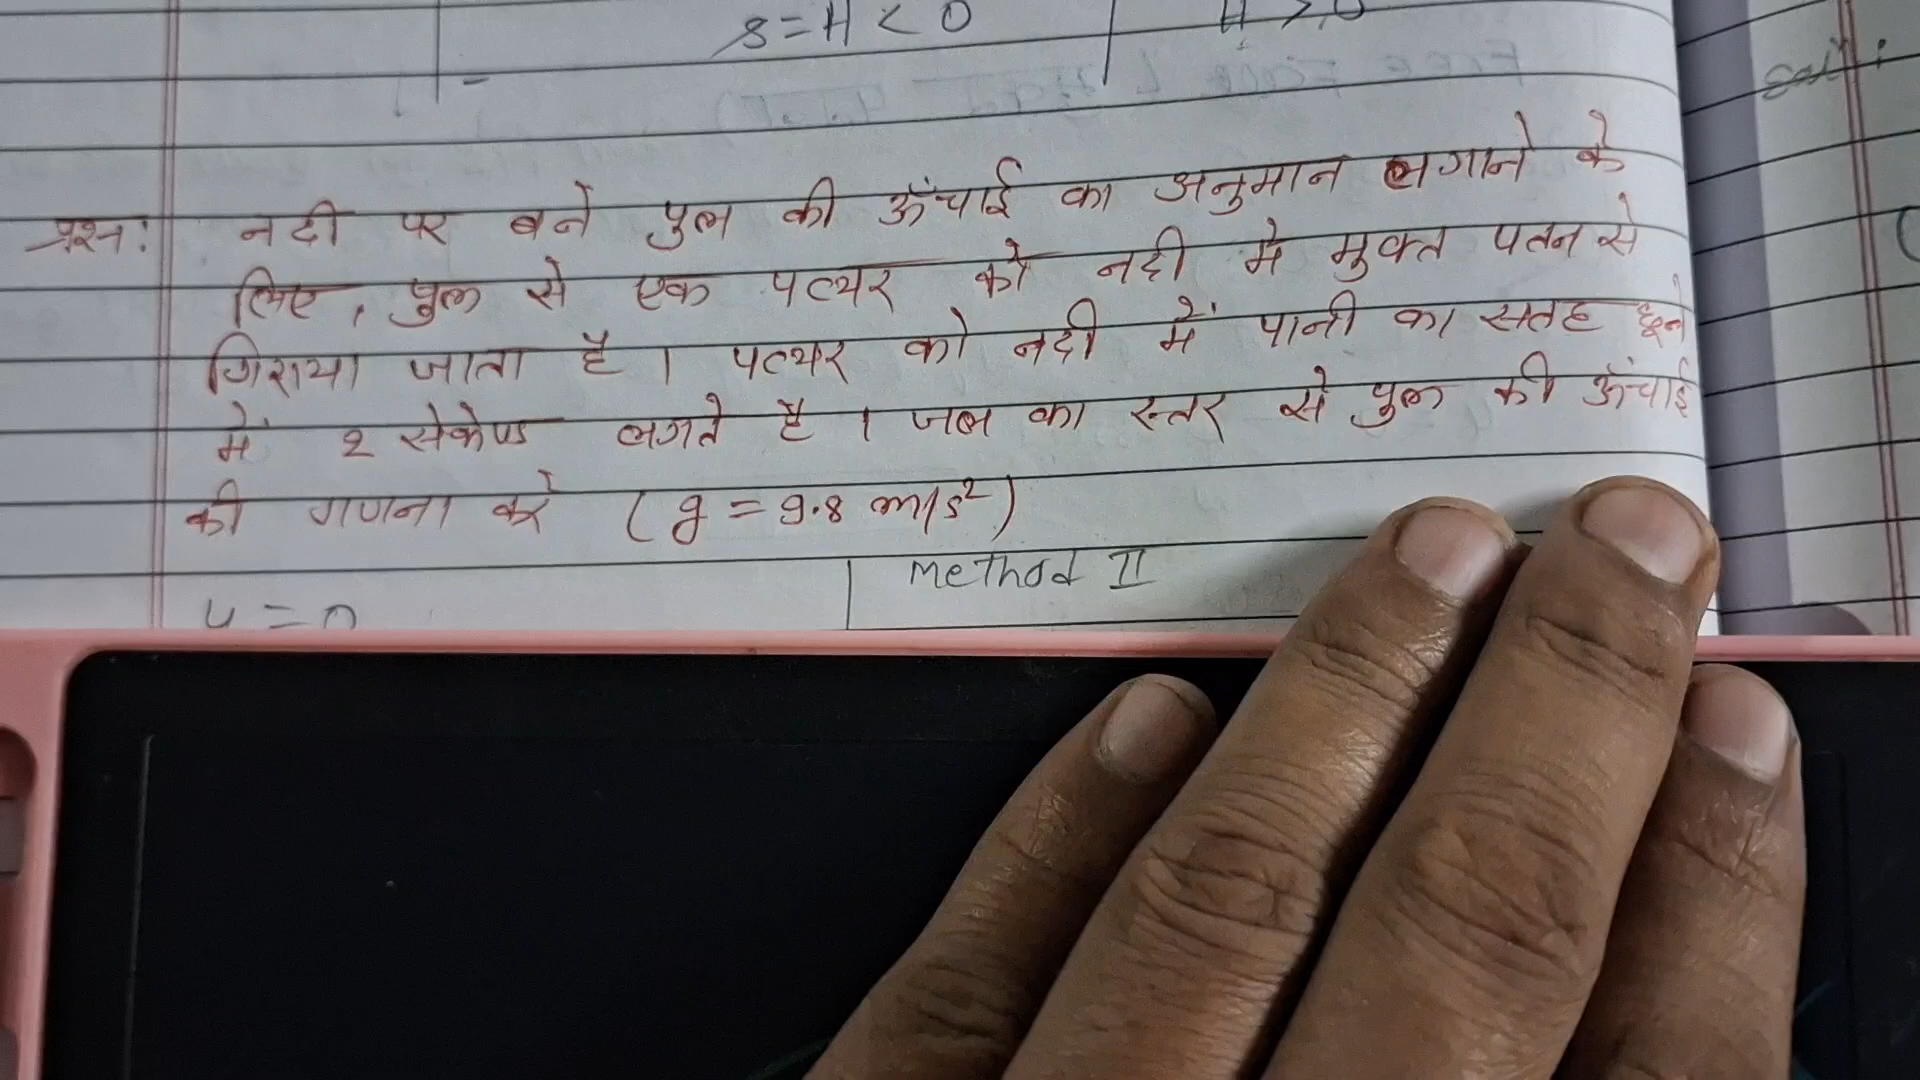 s = H < 0
प्रश्न: नदी पर बने पुल की ऊँचाई का अनुमान लगाने के
लिए, पुल से एक पत्थर को नदी में मुक्त पतन से
गिराया जाता है । पत्थर को नदी में पानी का सतह छूने
में 2 सेकेण्ड लगते है । जल का स्तर से पुल की ऊँचाई
की गणना करे (g = 9.8 m/s²)
Method II
u = 0